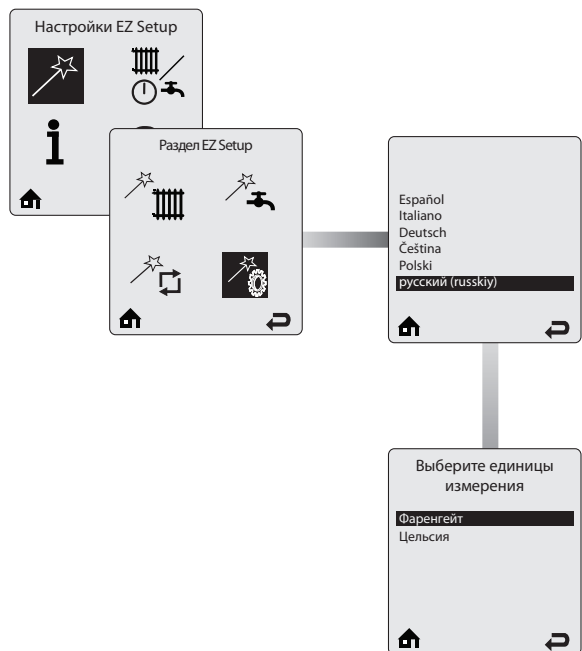 Настройки EZ Setup
Раздел EZ Setup
Español
Italiano
Deutsch
Čeština
Polski
русский (russkiy)
Выберите единицы
измерения
Фаренгейт
Цельсия